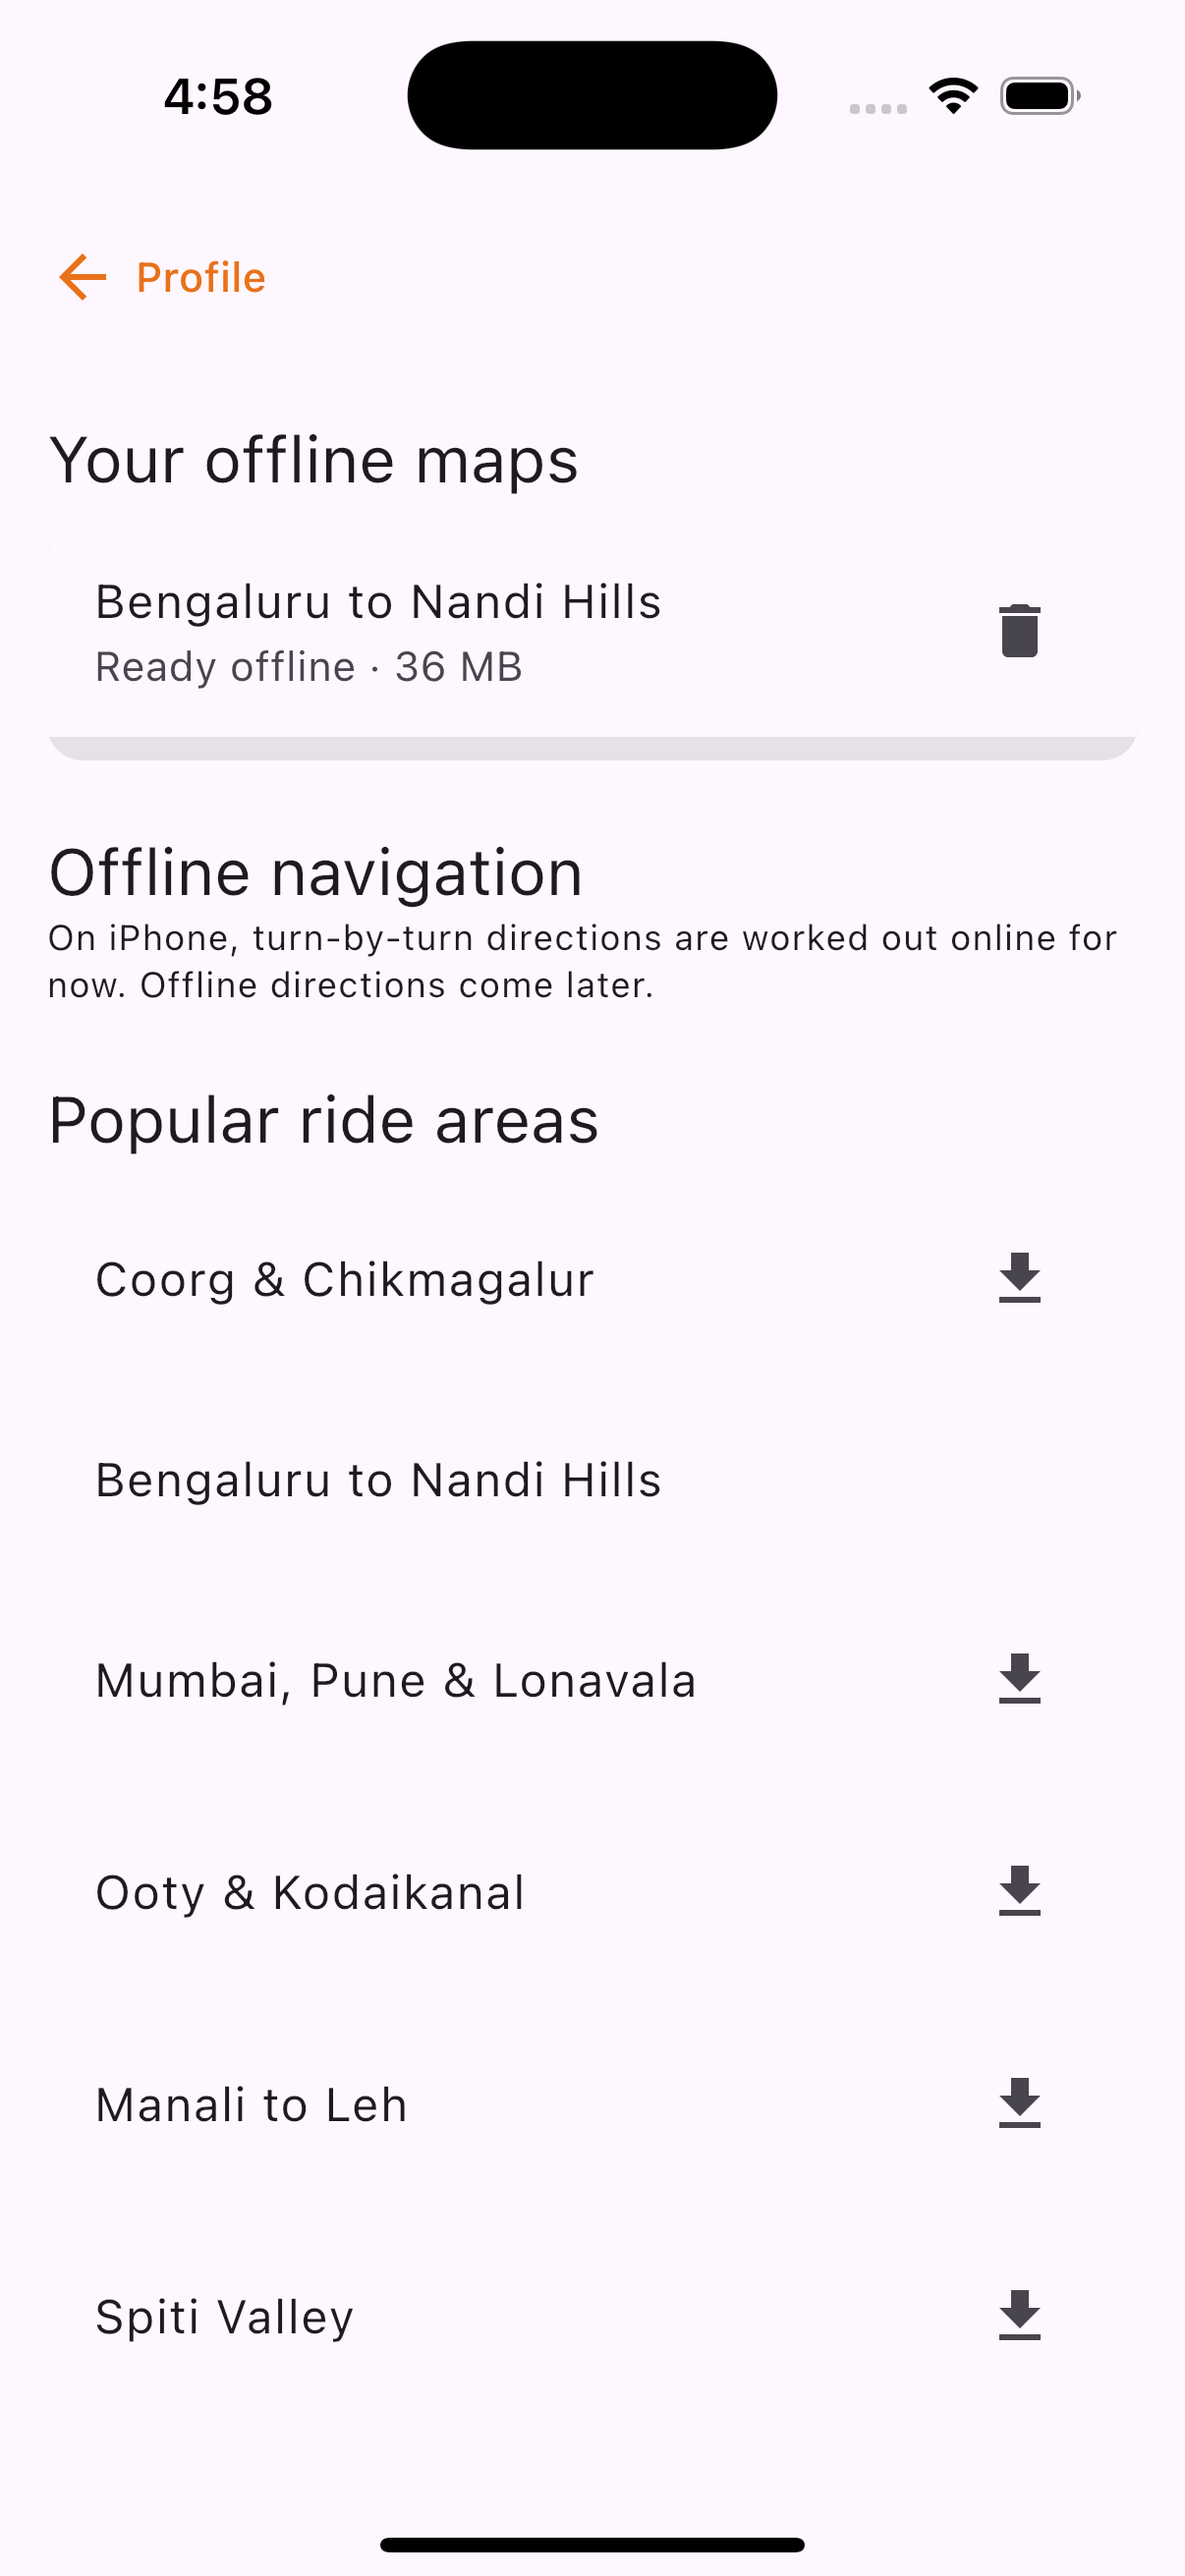 4:58
Profile
Your offline maps
Bengaluru to Nandi Hills
Ready offline · 36 MB
Offline navigation
On iPhone, turn-by-turn directions are worked out online for
now. Offline directions come later.
Popular ride areas
Coorg & Chikmagalur
Bengaluru to Nandi Hills
Mumbai, Pune & Lonavala
Ooty & Kodaikanal
Manali to Leh
Spiti Valley